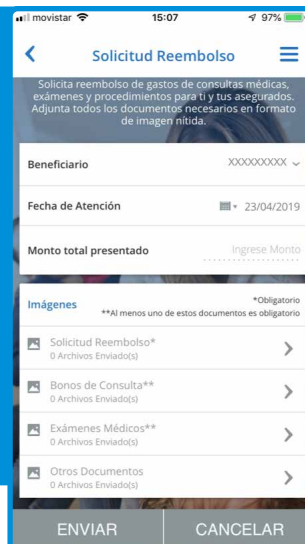 movistar 15:07 97%
Solicitud Reembolso
Solicita reembolso de gastos de consultas médicas,
exámenes y procedimientos para ti y tus asegurados.
Adjunta todos los documentos necesarios en formato
de imagen nítida.
Beneficiario XXXXXXXXX
Fecha de Atención 23/04/2019
Monto total presentado Ingrese Monto
Imágenes *Obligatorio
**Al menos uno de estos documentos es obligatorio
Solicitud Reembolso*
0 Archivos Enviado(s)
Bonos de Consulta**
0 Archivos Enviado(s)
Exámenes Médicos**
0 Archivos Enviado(s)
Otros Documentos
0 Archivos Enviado(s)
ENVIAR CANCELAR